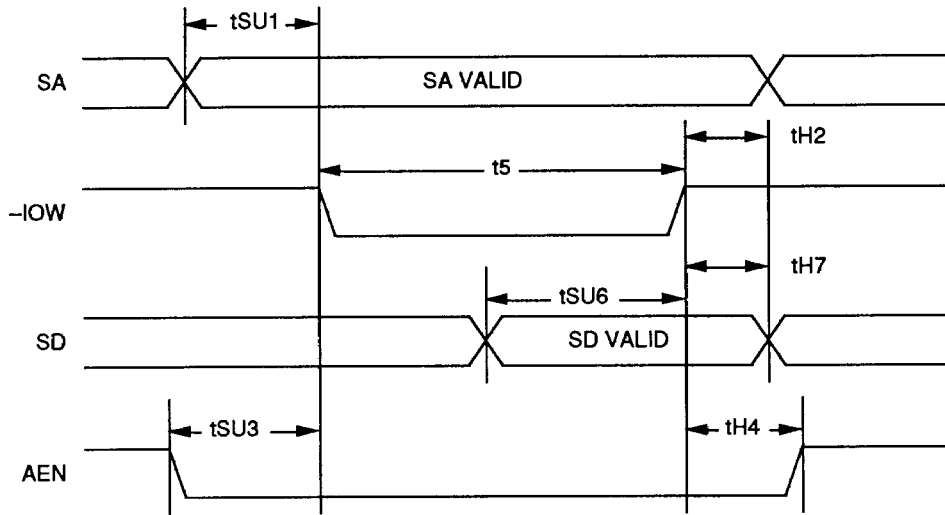 tSU1
SA
SA VALID
tH2
t5
–IOW
tH7
tSU6
SD
SD VALID
tSU3
tH4
AEN